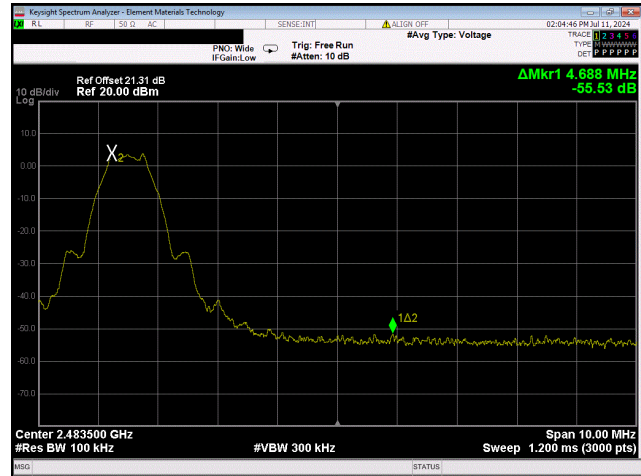 Keysight Spectrum Analyzer - Element Materials Technology
LXI RL RF 50 Ω AC SENSE:INT ALIGN OFF 02:04:46 PM Jul 11, 2024
#Avg Type: Voltage
PNO: Wide
IFGain:Low
Trig: Free Run
#Atten: 10 dB
TRACE 1 2 3 4 5 6
TYPE M WWWWW
DET P P P P P P
ΔMkr1 4.688 MHz
-55.53 dB
Ref Offset 21.31 dB
10 dB/div Ref 20.00 dBm
Log
10.0
0.00
-10.0
-20.0
-30.0
-40.0
-50.0
-60.0
-70.0
X2
1Δ2
Center 2.483500 GHz Span 10.00 MHz
#Res BW 100 kHz #VBW 300 kHz Sweep 1.200 ms (3000 pts)
MSG STATUS